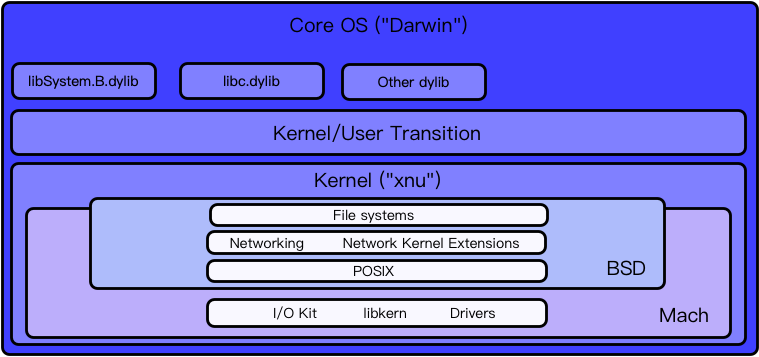 Core OS ("Darwin")
libSystem.B.dylib libc.dylib Other dylib
Kernel/User Transition
Kernel ("xnu")
File systems
Networking Network Kernel Extensions
POSIX
BSD
I/O Kit libkern Drivers
Mach